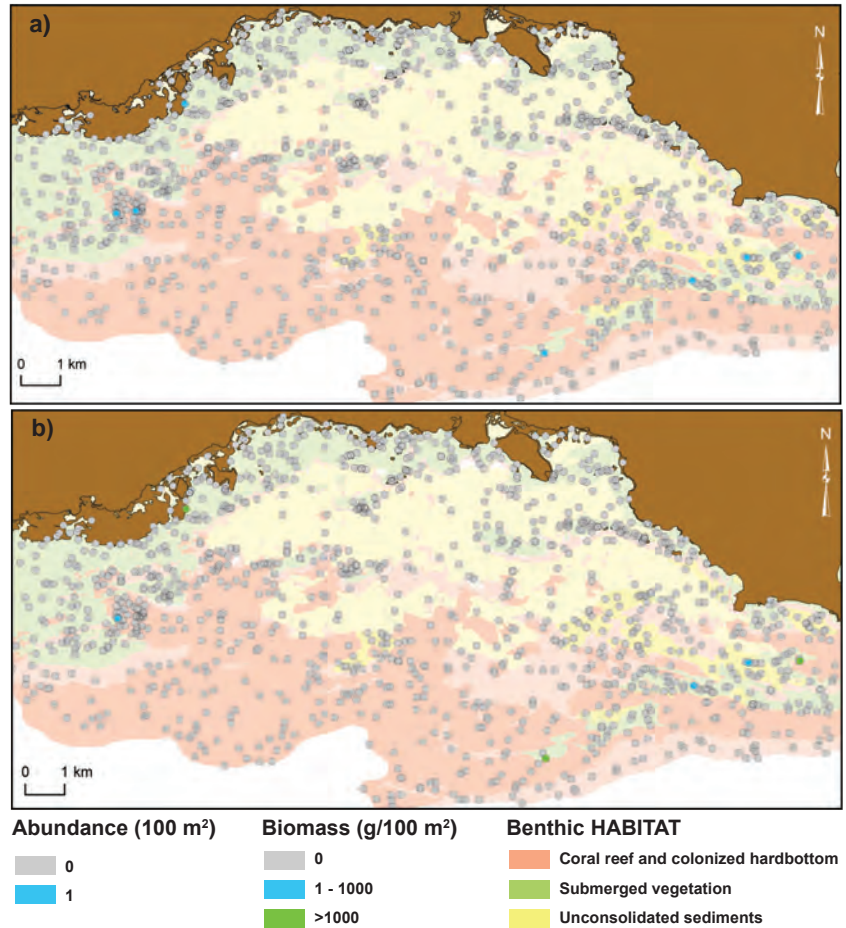 a)
N
0 1 km
b)
N
0 1 km
Abundance (100 m²)
0
1
Biomass (g/100 m²)
0
1 - 1000
>1000
Benthic HABITAT
Coral reef and colonized hardbottom
Submerged vegetation
Unconsolidated sediments